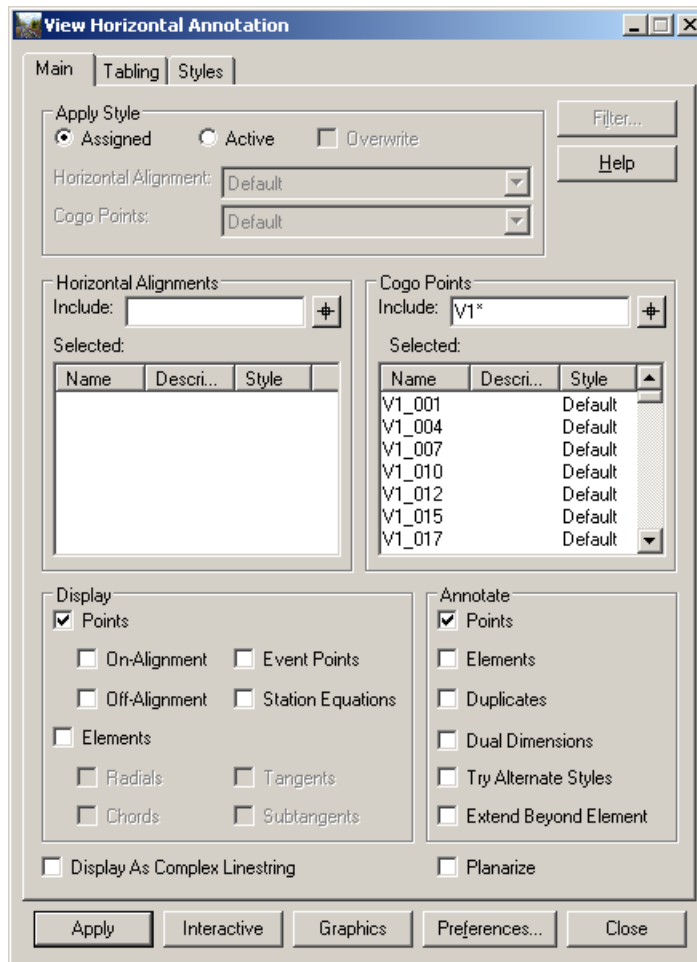 View Horizontal Annotation
Main Tabling Styles
Apply Style
Assigned Active Overwrite
Filter...
Horizontal Alignment: Default
Help
Cogo Points: Default
Horizontal Alignments
Include:
Selected:
Name Descri... Style
Cogo Points
Include: V1*
Selected:
Name Descri... Style
V1_001 Default
V1_004 Default
V1_007 Default
V1_010 Default
V1_012 Default
V1_015 Default
V1_017 Default
Display
Points
On-Alignment Event Points
Off-Alignment Station Equations
Elements
Radials Tangents
Chords Subtangents
Annotate
Points
Elements
Duplicates
Dual Dimensions
Try Alternate Styles
Extend Beyond Element
Display As Complex Linestring Planarize
Apply Interactive Graphics Preferences... Close